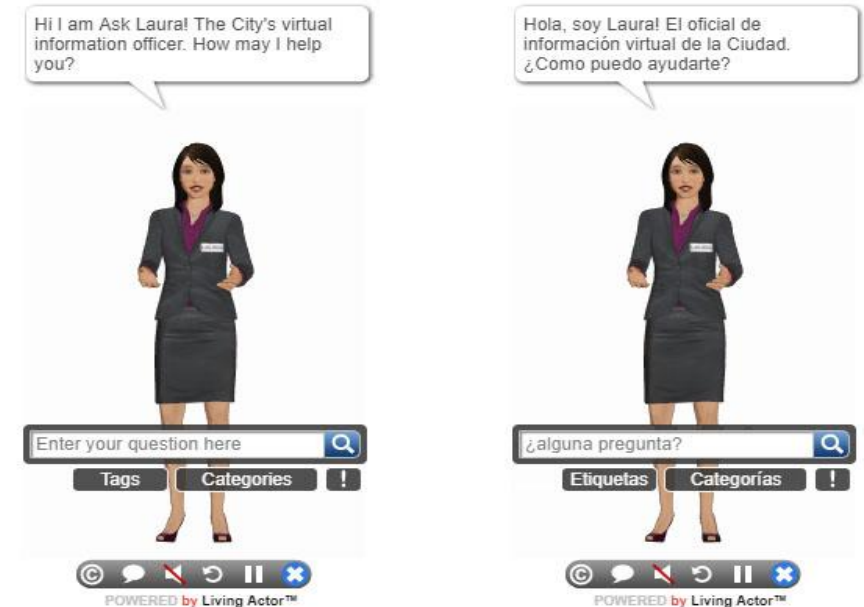 Hi I am Ask Laura! The City's virtual
information officer. How may I help
you?
Enter your question here
Tags
Categories
!
©
POWERED by Living Actor™
Hola, soy Laura! El oficial de
información virtual de la Ciudad.
¿Como puedo ayudarte?
¿alguna pregunta?
Etiquetas
Categorías
!
©
POWERED by Living Actor™